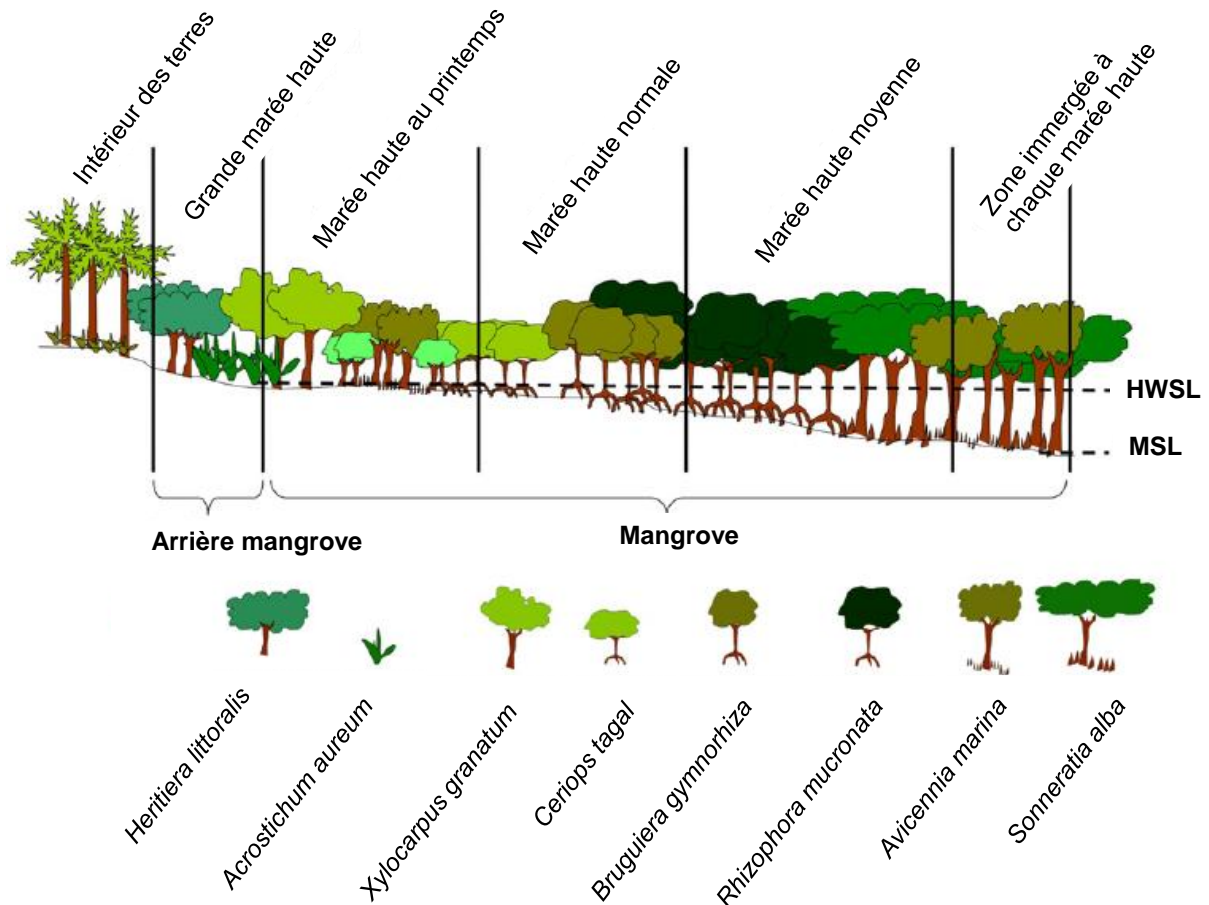 Intérieur des terres
Grande marée haute
Marée haute au printemps
Marée haute normale
Marée haute moyenne
Zone immergée à
chaque marée haute
HWSL
MSL
Arrière mangrove
Mangrove
Heritiera littoralis
Acrostichum aureum
Xylocarpus granatum
Ceriops tagal
Bruguiera gymnorhiza
Rhizophora mucronata
Avicennia marina
Sonneratia alba